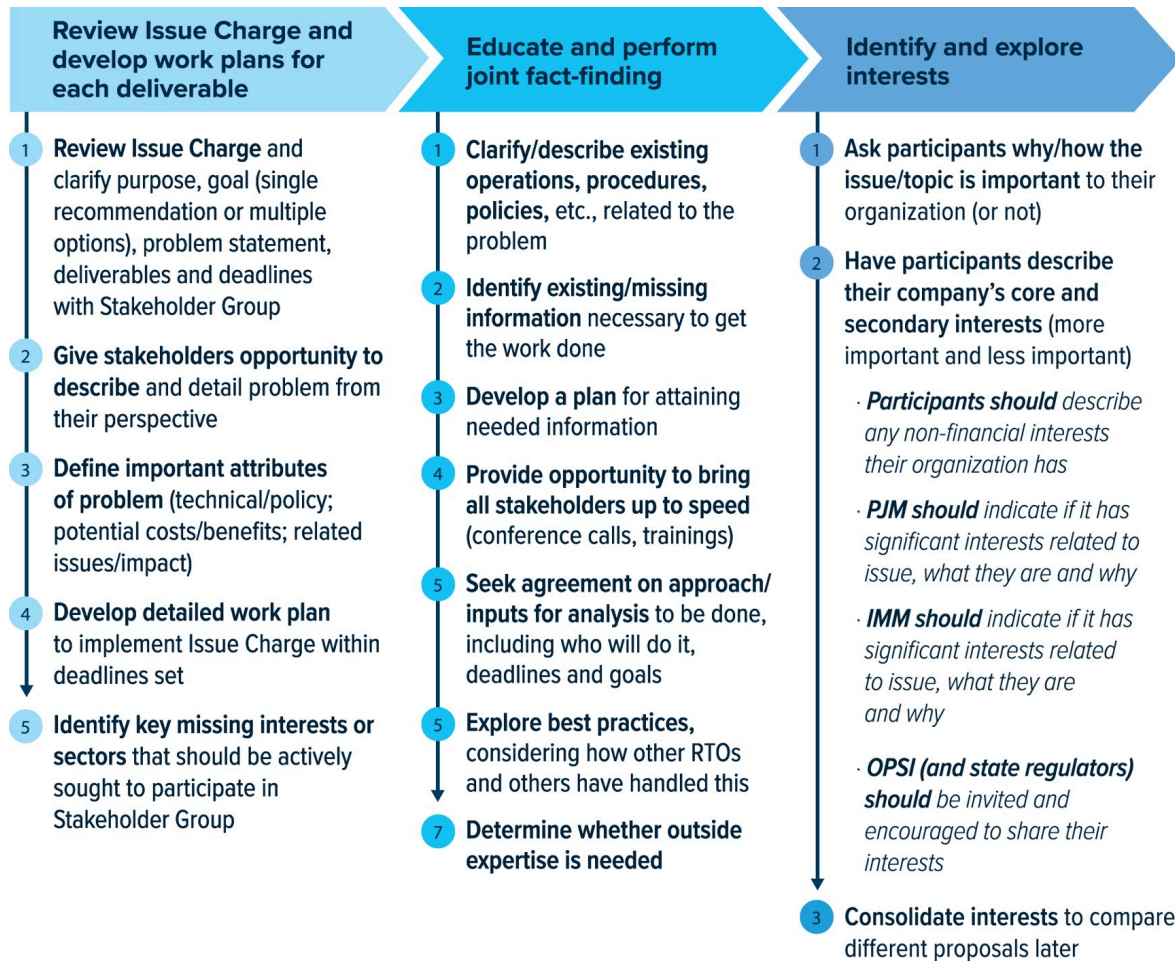 Review Issue Charge and
develop work plans for
each deliverable
1
Review Issue Charge and
clarify purpose, goal (single
recommendation or multiple
options), problem statement,
deliverables and deadlines
with Stakeholder Group
2
Give stakeholders opportunity to
describe and detail problem from
their perspective
3
Define important attributes
of problem (technical/policy;
potential costs/benefits; related
issues/impact)
4
Develop detailed work plan
to implement Issue Charge within
deadlines set
5
Identify key missing interests or
sectors that should be actively
sought to participate in
Stakeholder Group
Educate and perform
joint fact-finding
1
Clarify/describe existing
operations, procedures,
policies, etc., related to the
problem
2
Identify existing/missing
information necessary to get
the work done
3
Develop a plan for attaining
needed information
4
Provide opportunity to bring
all stakeholders up to speed
(conference calls, trainings)
5
Seek agreement on approach/
inputs for analysis to be done,
including who will do it,
deadlines and goals
5
Explore best practices,
considering how other RTOs
and others have handled this
7
Determine whether outside
expertise is needed
Identify and explore
interests
1
Ask participants why/how the
issue/topic is important to their
organization (or not)
2
Have participants describe
their company's core and
secondary interests (more
important and less important)
· Participants should describe
any non-financial interests
their organization has
· PJM should indicate if it has
significant interests related to
issue, what they are and why
· IMM should indicate if it has
significant interests related
to issue, what they are
and why
· OPSI (and state regulators)
should be invited and
encouraged to share their
interests
3
Consolidate interests to compare
different proposals later